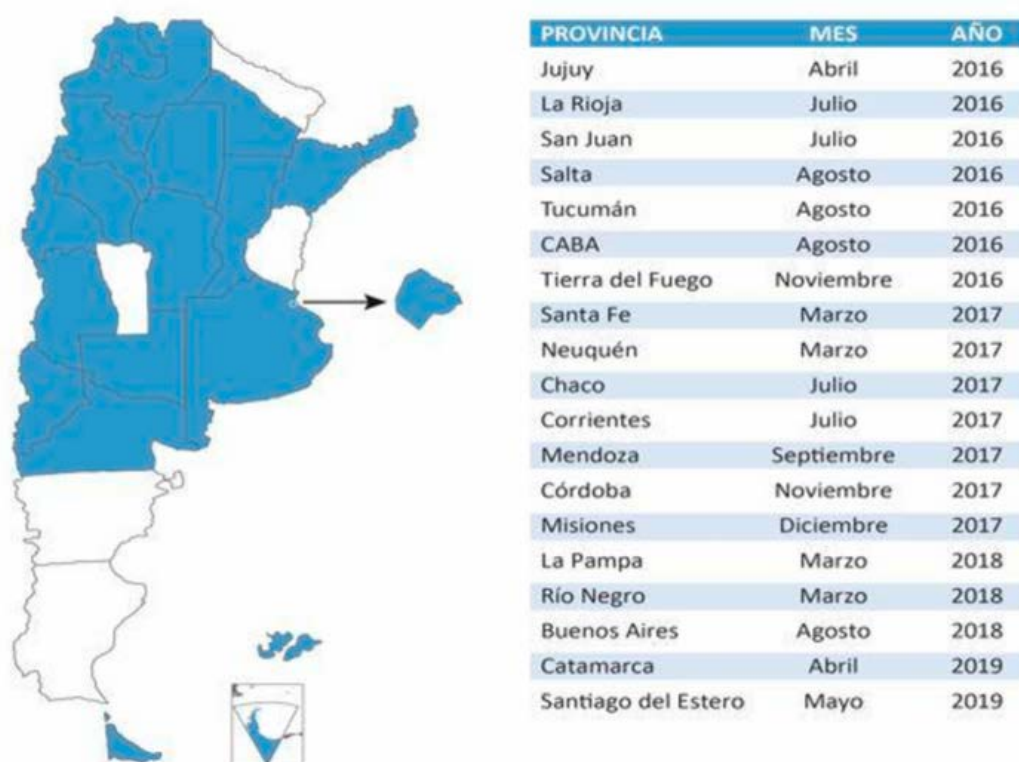 PROVINCIA MES AÑO
Jujuy Abril 2016
La Rioja Julio 2016
San Juan Julio 2016
Salta Agosto 2016
Tucumán Agosto 2016
CABA Agosto 2016
Tierra del Fuego Noviembre 2016
Santa Fe Marzo 2017
Neuquén Marzo 2017
Chaco Julio 2017
Corrientes Julio 2017
Mendoza Septiembre 2017
Córdoba Noviembre 2017
Misiones Diciembre 2017
La Pampa Marzo 2018
Río Negro Marzo 2018
Buenos Aires Agosto 2018
Catamarca Abril 2019
Santiago del Estero Mayo 2019